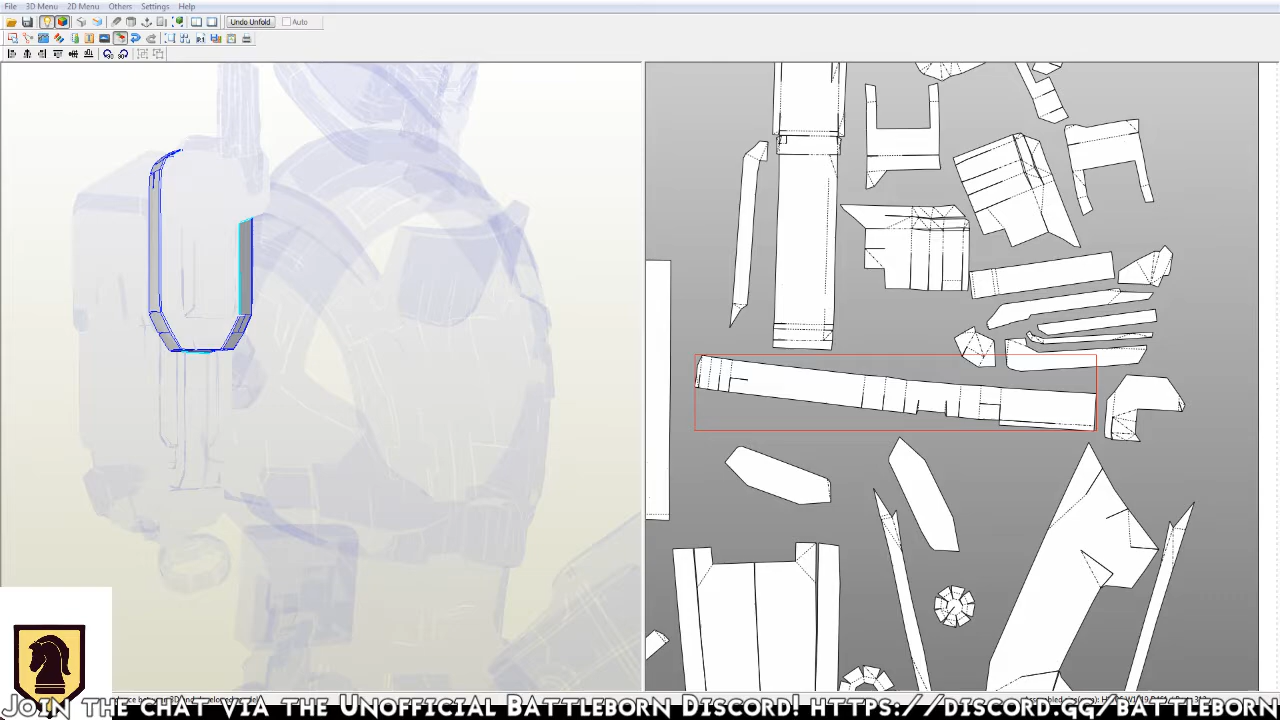 File 3D Menu 2D Menu Others Settings Help
Undo Unfold Auto
Join the chat via the Unofficial Battleborn Discord! https://discord.gg/battleborn